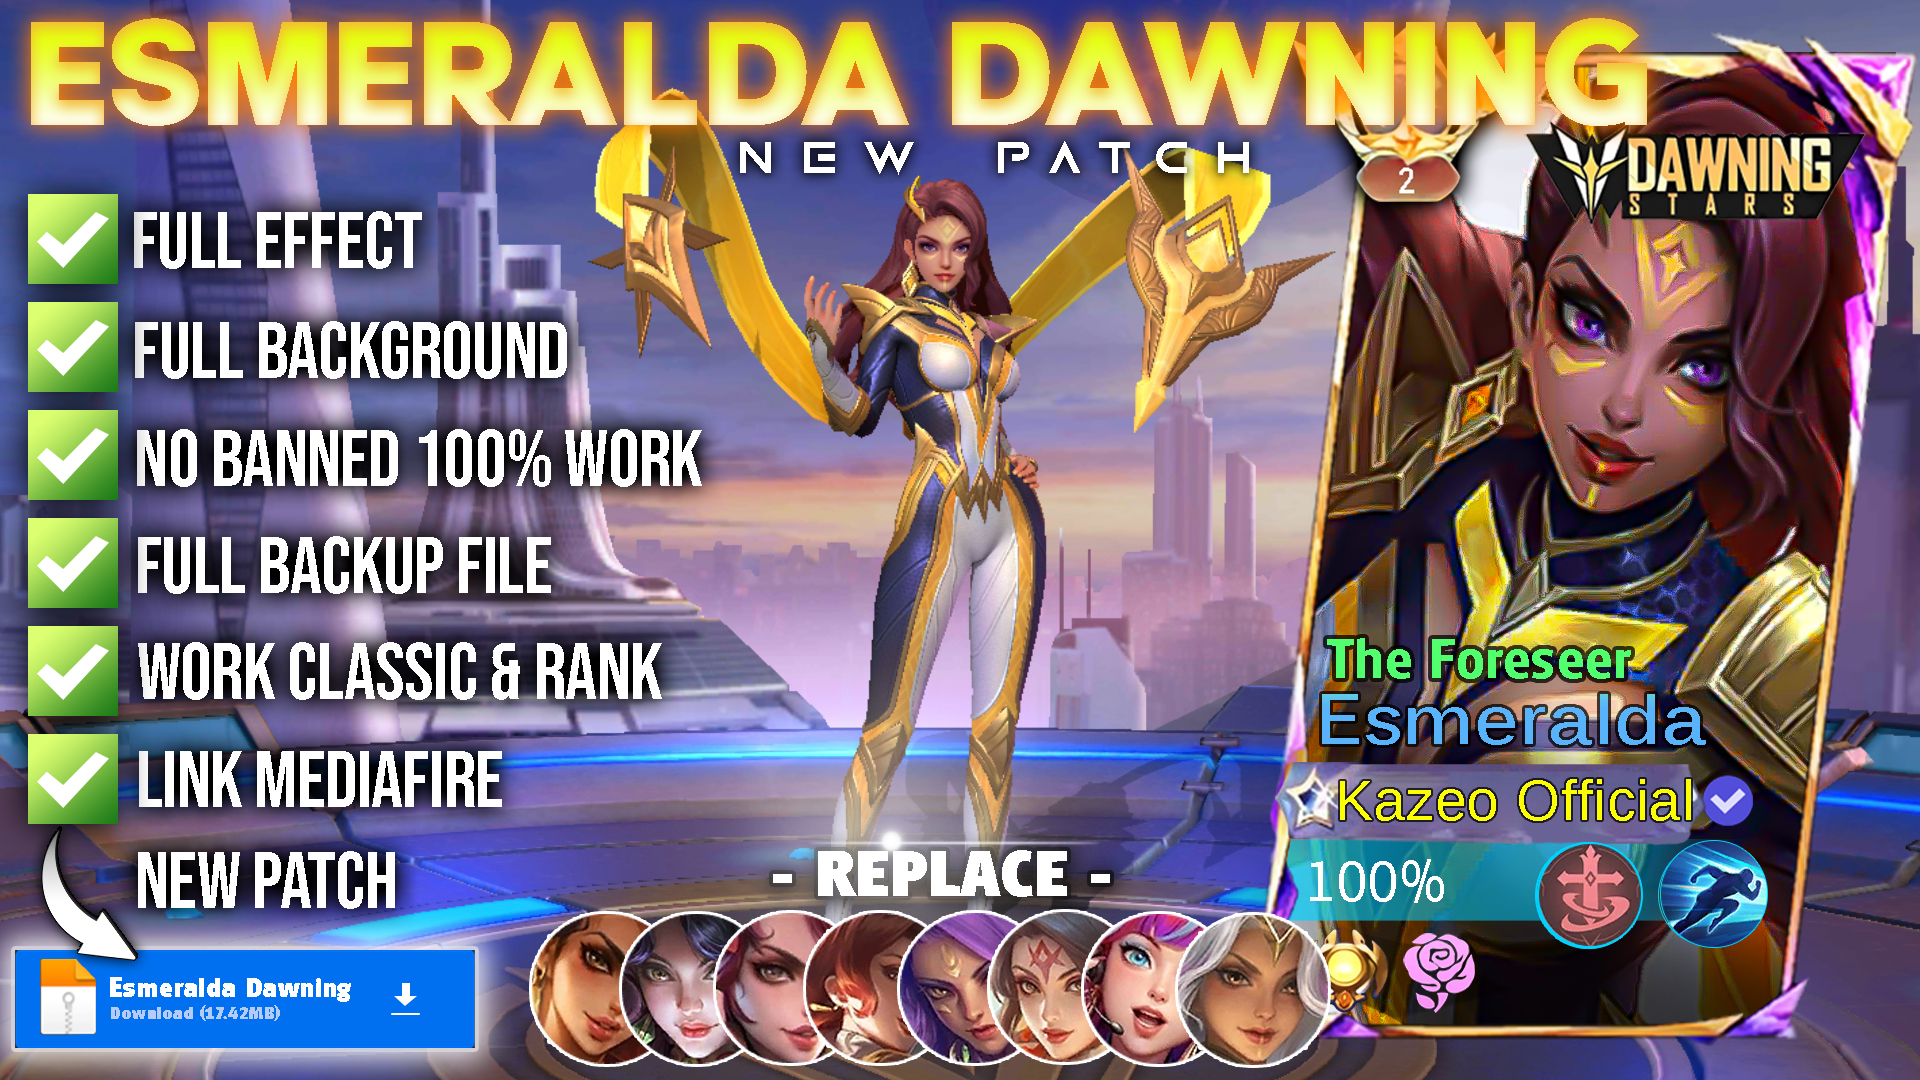 ESMERALDA DAWNING
NEW PATCH
FULL EFFECT
FULL BACKGROUND
NO BANNED 100% WORK
FULL BACKUP FILE
WORK CLASSIC & RANK
LINK MEDIAFIRE
NEW PATCH
Esmeralda Dawning
Download (17.42MB)
- REPLACE -
2
DAWNING
STARS
The Foreseer
Esmeralda
Kazeo Official
100%